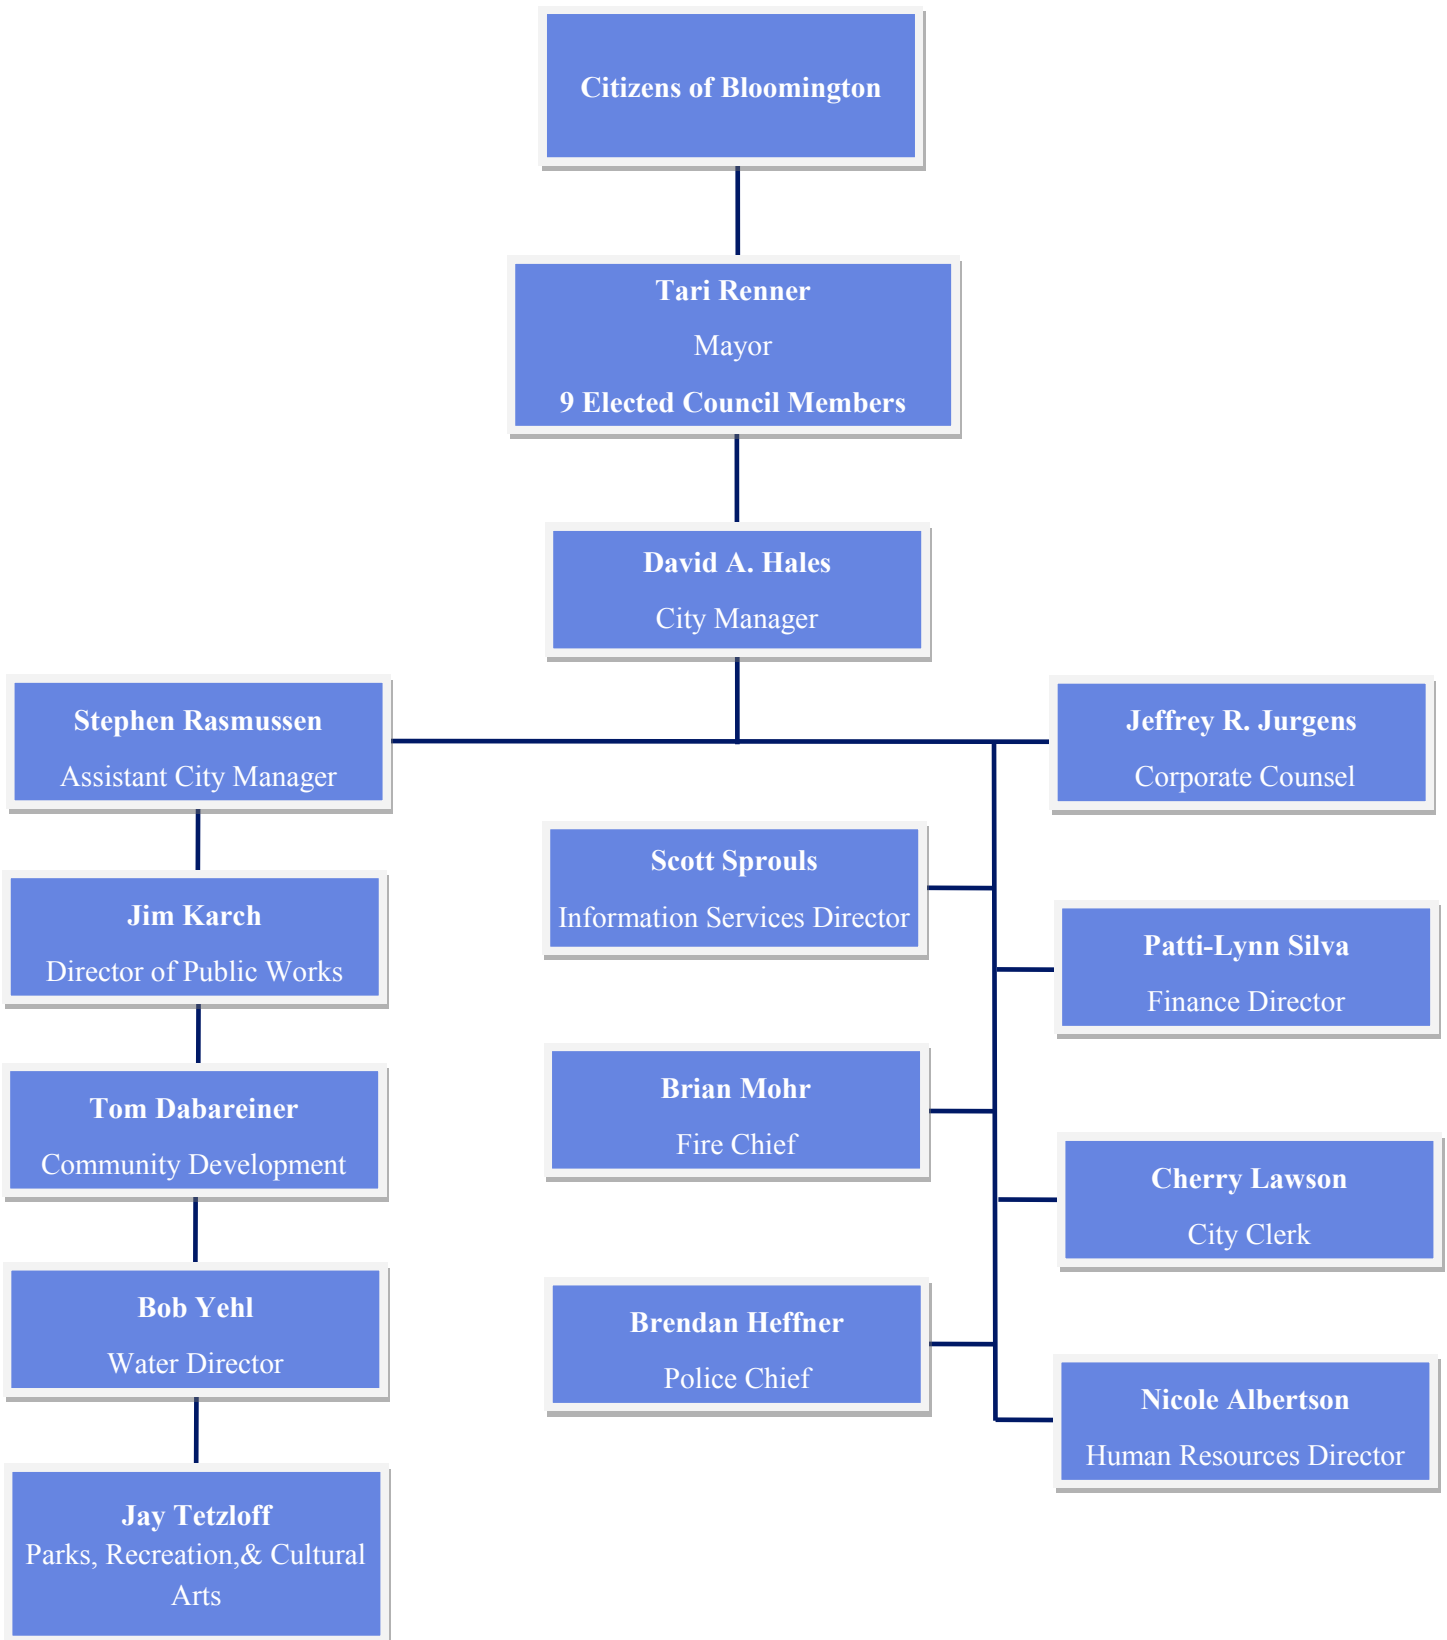 Citizens of Bloomington
Tari Renner
Mayor
9 Elected Council Members
David A. Hales
City Manager
Stephen Rasmussen
Assistant City Manager
Jeffrey R. Jurgens
Corporate Counsel
Scott Sprouls
Information Services Director
Jim Karch
Director of Public Works
Patti-Lynn Silva
Finance Director
Brian Mohr
Fire Chief
Tom Dabareiner
Community Development
Cherry Lawson
City Clerk
Bob Yehl
Water Director
Brendan Heffner
Police Chief
Nicole Albertson
Human Resources Director
Jay Tetzloff
Parks, Recreation,& Cultural
Arts